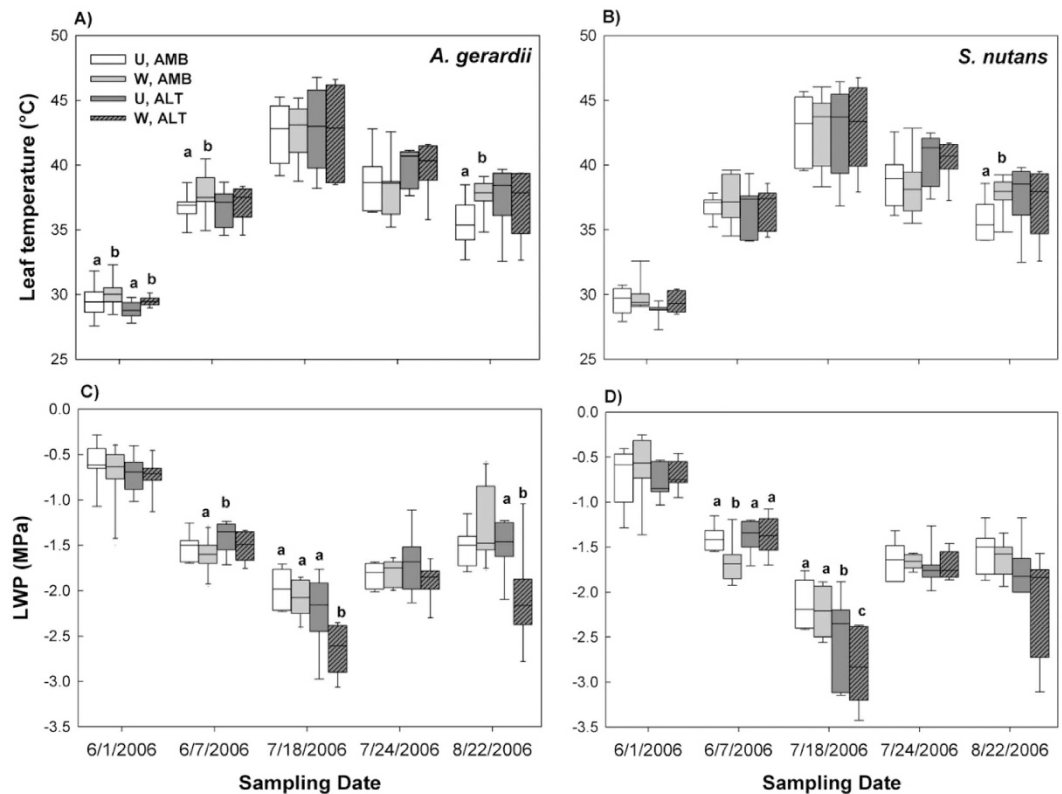 A)
50
45
40
35
30
25
Leaf temperature (°C)
U, AMB
W, AMB
U, ALT
W, ALT
A. gerardii
a b
a b
a b
a b a b
B)
50
45
40
35
30
25
S. nutans
a b
C)
0.0
-0.5
-1.0
-1.5
-2.0
-2.5
-3.0
-3.5
LWP (MPa)
a b
a a a b
a b
6/1/2006 6/7/2006 7/18/2006 7/24/2006 8/22/2006
Sampling Date
D)
0.0
-0.5
-1.0
-1.5
-2.0
-2.5
-3.0
-3.5
a b a a
a a b c
6/1/2006 6/7/2006 7/18/2006 7/24/2006 8/22/2006
Sampling Date